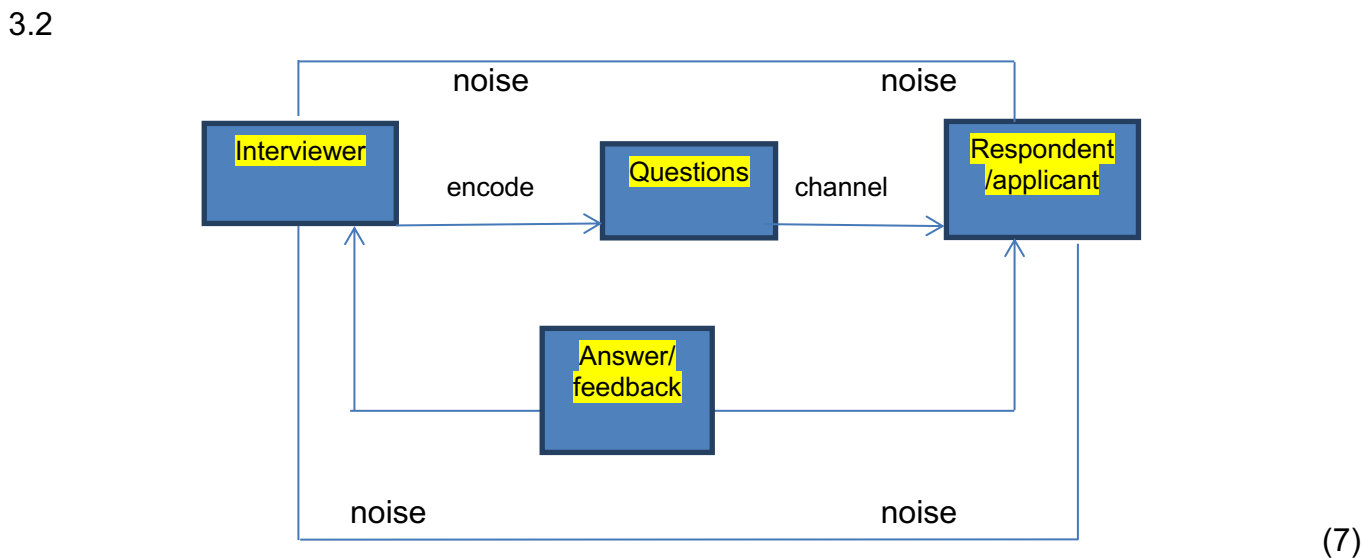 3.2
noise noise
Interviewer
Questions
Respondent
/applicant
encode
channel
Answer/
feedback
noise noise
(7)